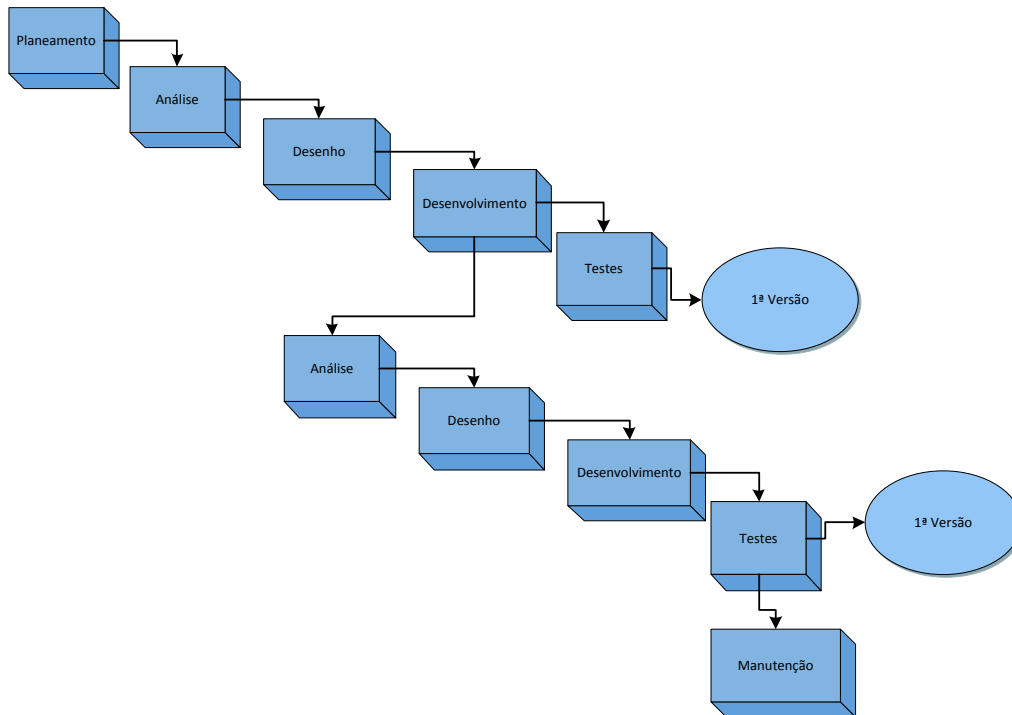 Planeamento
Análise
Desenho
Desenvolvimento
Testes
1ª Versão
Análise
Desenho
Desenvolvimento
Testes
1ª Versão
Manutenção